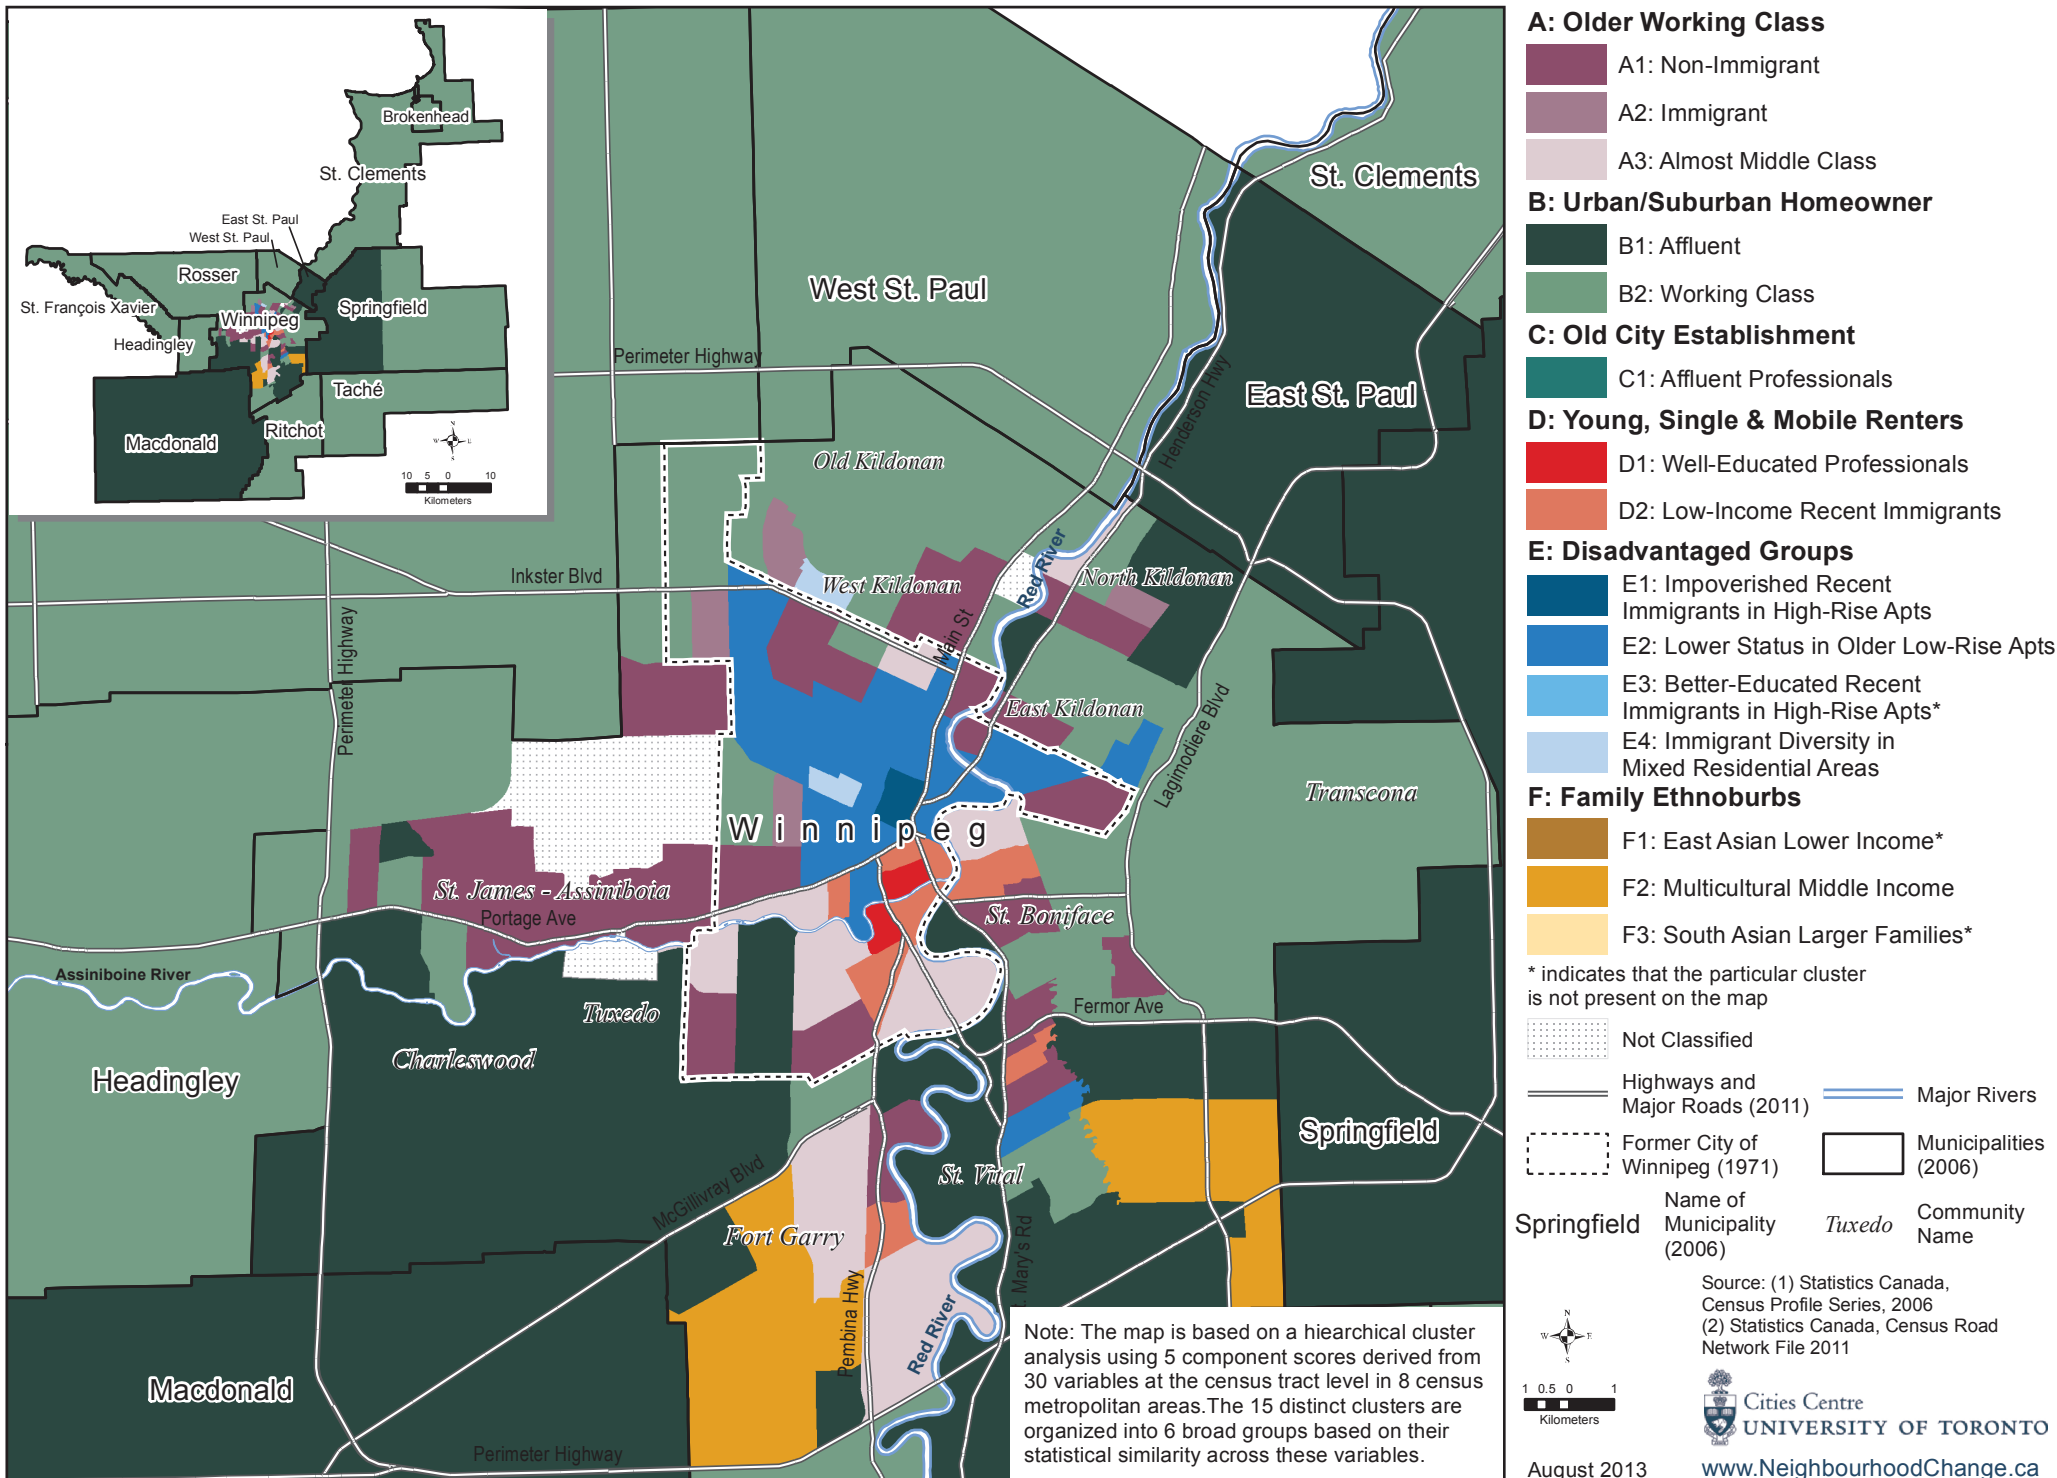 Brokenhead
St. Clements
East St. Paul
West St. Paul
Rosser
St. François Xavier
Springfield
Winnipeg
Headingley
Taché
Macdonald
Ritchot
N
W E
S
10 5 0 10
Kilometers
St. Clements
West St. Paul
Perimeter Highway
East St. Paul
Henderson Hwy
Old Kildonan
Inkster Blvd
West Kildonan
Red River
North Kildonan
Perimeter Highway
Main St
East Kildonan
Lagimodiere Blvd
Transcona
Winnipeg
St. James - Assiniboia
Portage Ave
St. Boniface
Assiniboine River
Tuxedo
Fermor Ave
Charleswood
Headingley
Springfield
McGillivray Blvd
St. Vital
Fort Garry
Pembina Hwy
t. Mary's Rd
Red River
Macdonald
Perimeter Highway
Note: The map is based on a hiearchical cluster
analysis using 5 component scores derived from
30 variables at the census tract level in 8 census
metropolitan areas.The 15 distinct clusters are
organized into 6 broad groups based on their
statistical similarity across these variables.
A: Older Working Class
A1: Non-Immigrant
A2: Immigrant
A3: Almost Middle Class
B: Urban/Suburban Homeowner
B1: Affluent
B2: Working Class
C: Old City Establishment
C1: Affluent Professionals
D: Young, Single & Mobile Renters
D1: Well-Educated Professionals
D2: Low-Income Recent Immigrants
E: Disadvantaged Groups
E1: Impoverished Recent
Immigrants in High-Rise Apts
E2: Lower Status in Older Low-Rise Apts
E3: Better-Educated Recent
Immigrants in High-Rise Apts*
E4: Immigrant Diversity in
Mixed Residential Areas
F: Family Ethnoburbs
F1: East Asian Lower Income*
F2: Multicultural Middle Income
F3: South Asian Larger Families*
* indicates that the particular cluster
is not present on the map
Not Classified
Highways and
Major Roads (2011)
Major Rivers
Former City of
Winnipeg (1971)
Municipalities
(2006)
Springfield
Name of
Municipality
(2006)
Tuxedo
Community
Name
Source: (1) Statistics Canada,
Census Profile Series, 2006
(2) Statistics Canada, Census Road
Network File 2011
N
W E
S
1 0.5 0 1
Kilometers
Cities Centre
UNIVERSITY OF TORONTO
August 2013
www.NeighbourhoodChange.ca